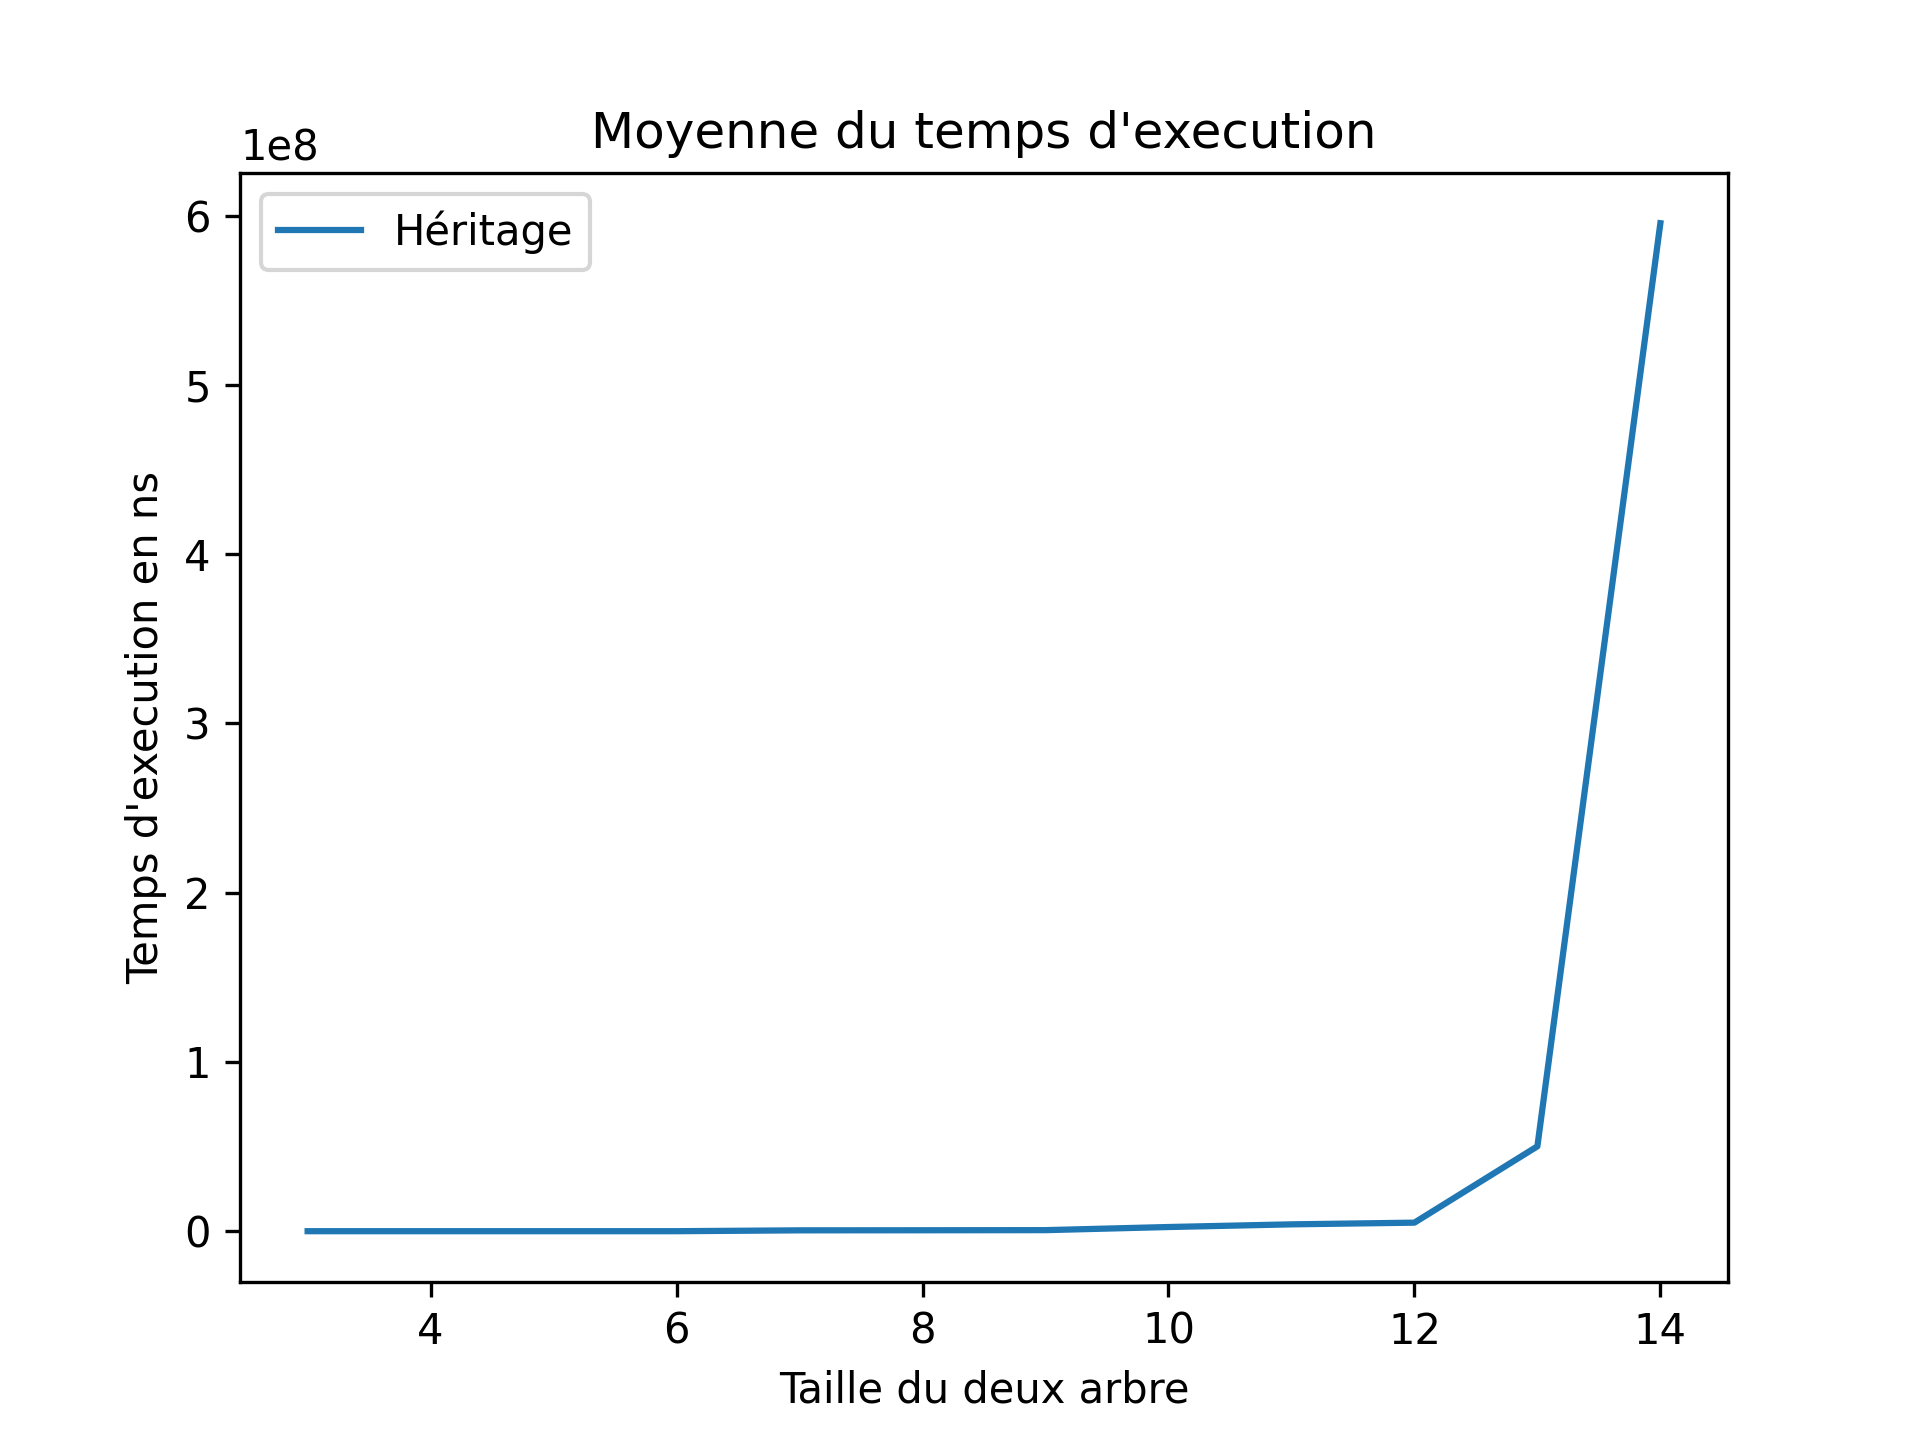 Moyenne du temps d'execution
1e8
Héritage
6
5
4
3
2
1
0
Temps d'execution en ns
4 6 8 10 12 14
Taille du deux arbre